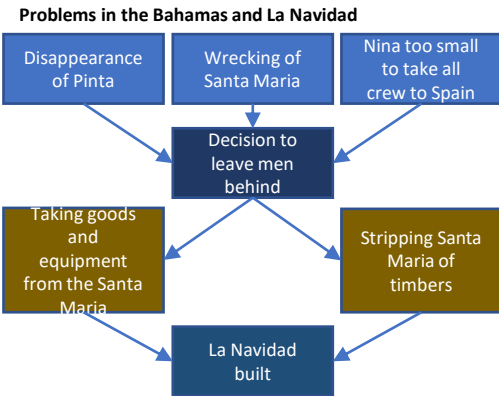 Problems in the Bahamas and La Navidad
Disappearance
of Pinta
Wrecking of
Santa Maria
Nina too small
to take all
crew to Spain
Decision to
leave men
behind
Taking goods
and
equipment
from the Santa
Maria
Stripping Santa
Maria of
timbers
La Navidad
built